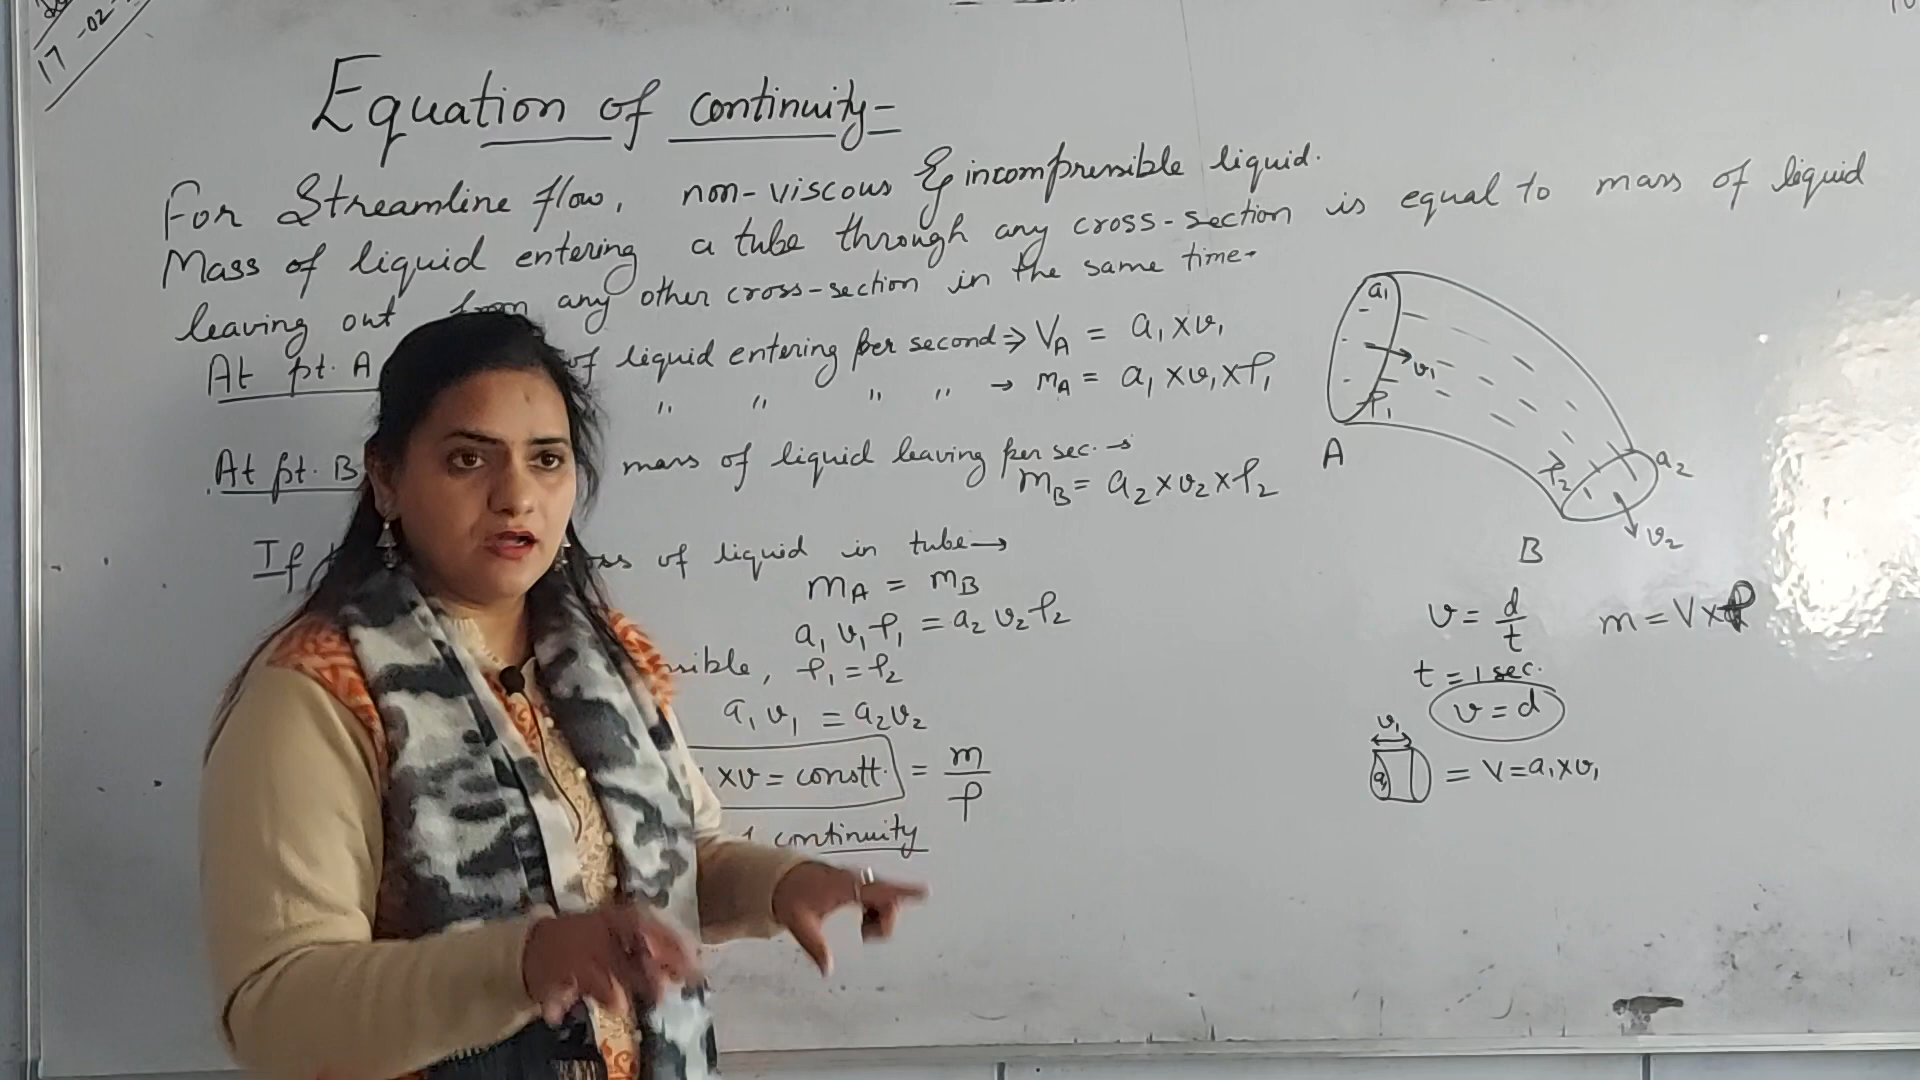 17-02-
Equation of continuity-
For Streamline flow, non-viscous & incompressible liquid.
Mass of liquid entering a tube through any cross-section is equal to mass of liquid
leaving out from any other cross-section in the same time-
At pt. A of liquid entering per second ⇒ V_A = a₁ x v₁
" " " " → m_A = a₁ x v₁ x ρ₁
At pt. B mass of liquid leaving per sec. →
m_B = a₂ x v₂ x ρ₂
If of liquid in tube →
m_A = m_B
a₁ v₁ ρ₁ = a₂ v₂ ρ₂
ρ₁ = ρ₂
a₁ v₁ = a₂ v₂
x v = constt. = m/ρ
continuity
a₁
v₁
ρ₁
A
ρ₂
a₂
v₂
B
v = d/t
m = V x ρ
t = 1 sec.
v = d
v₁
a₁ = V = a₁ x v₁